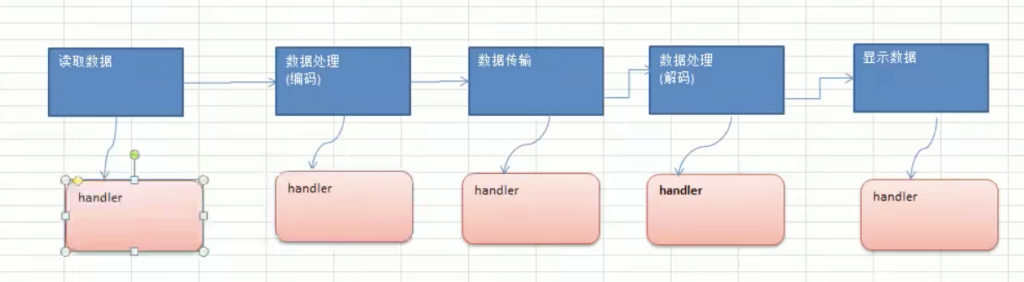 读取数据
数据处理
(编码)
数据传输
数据处理
(解码)
显示数据
handler
handler
handler
handler
handler